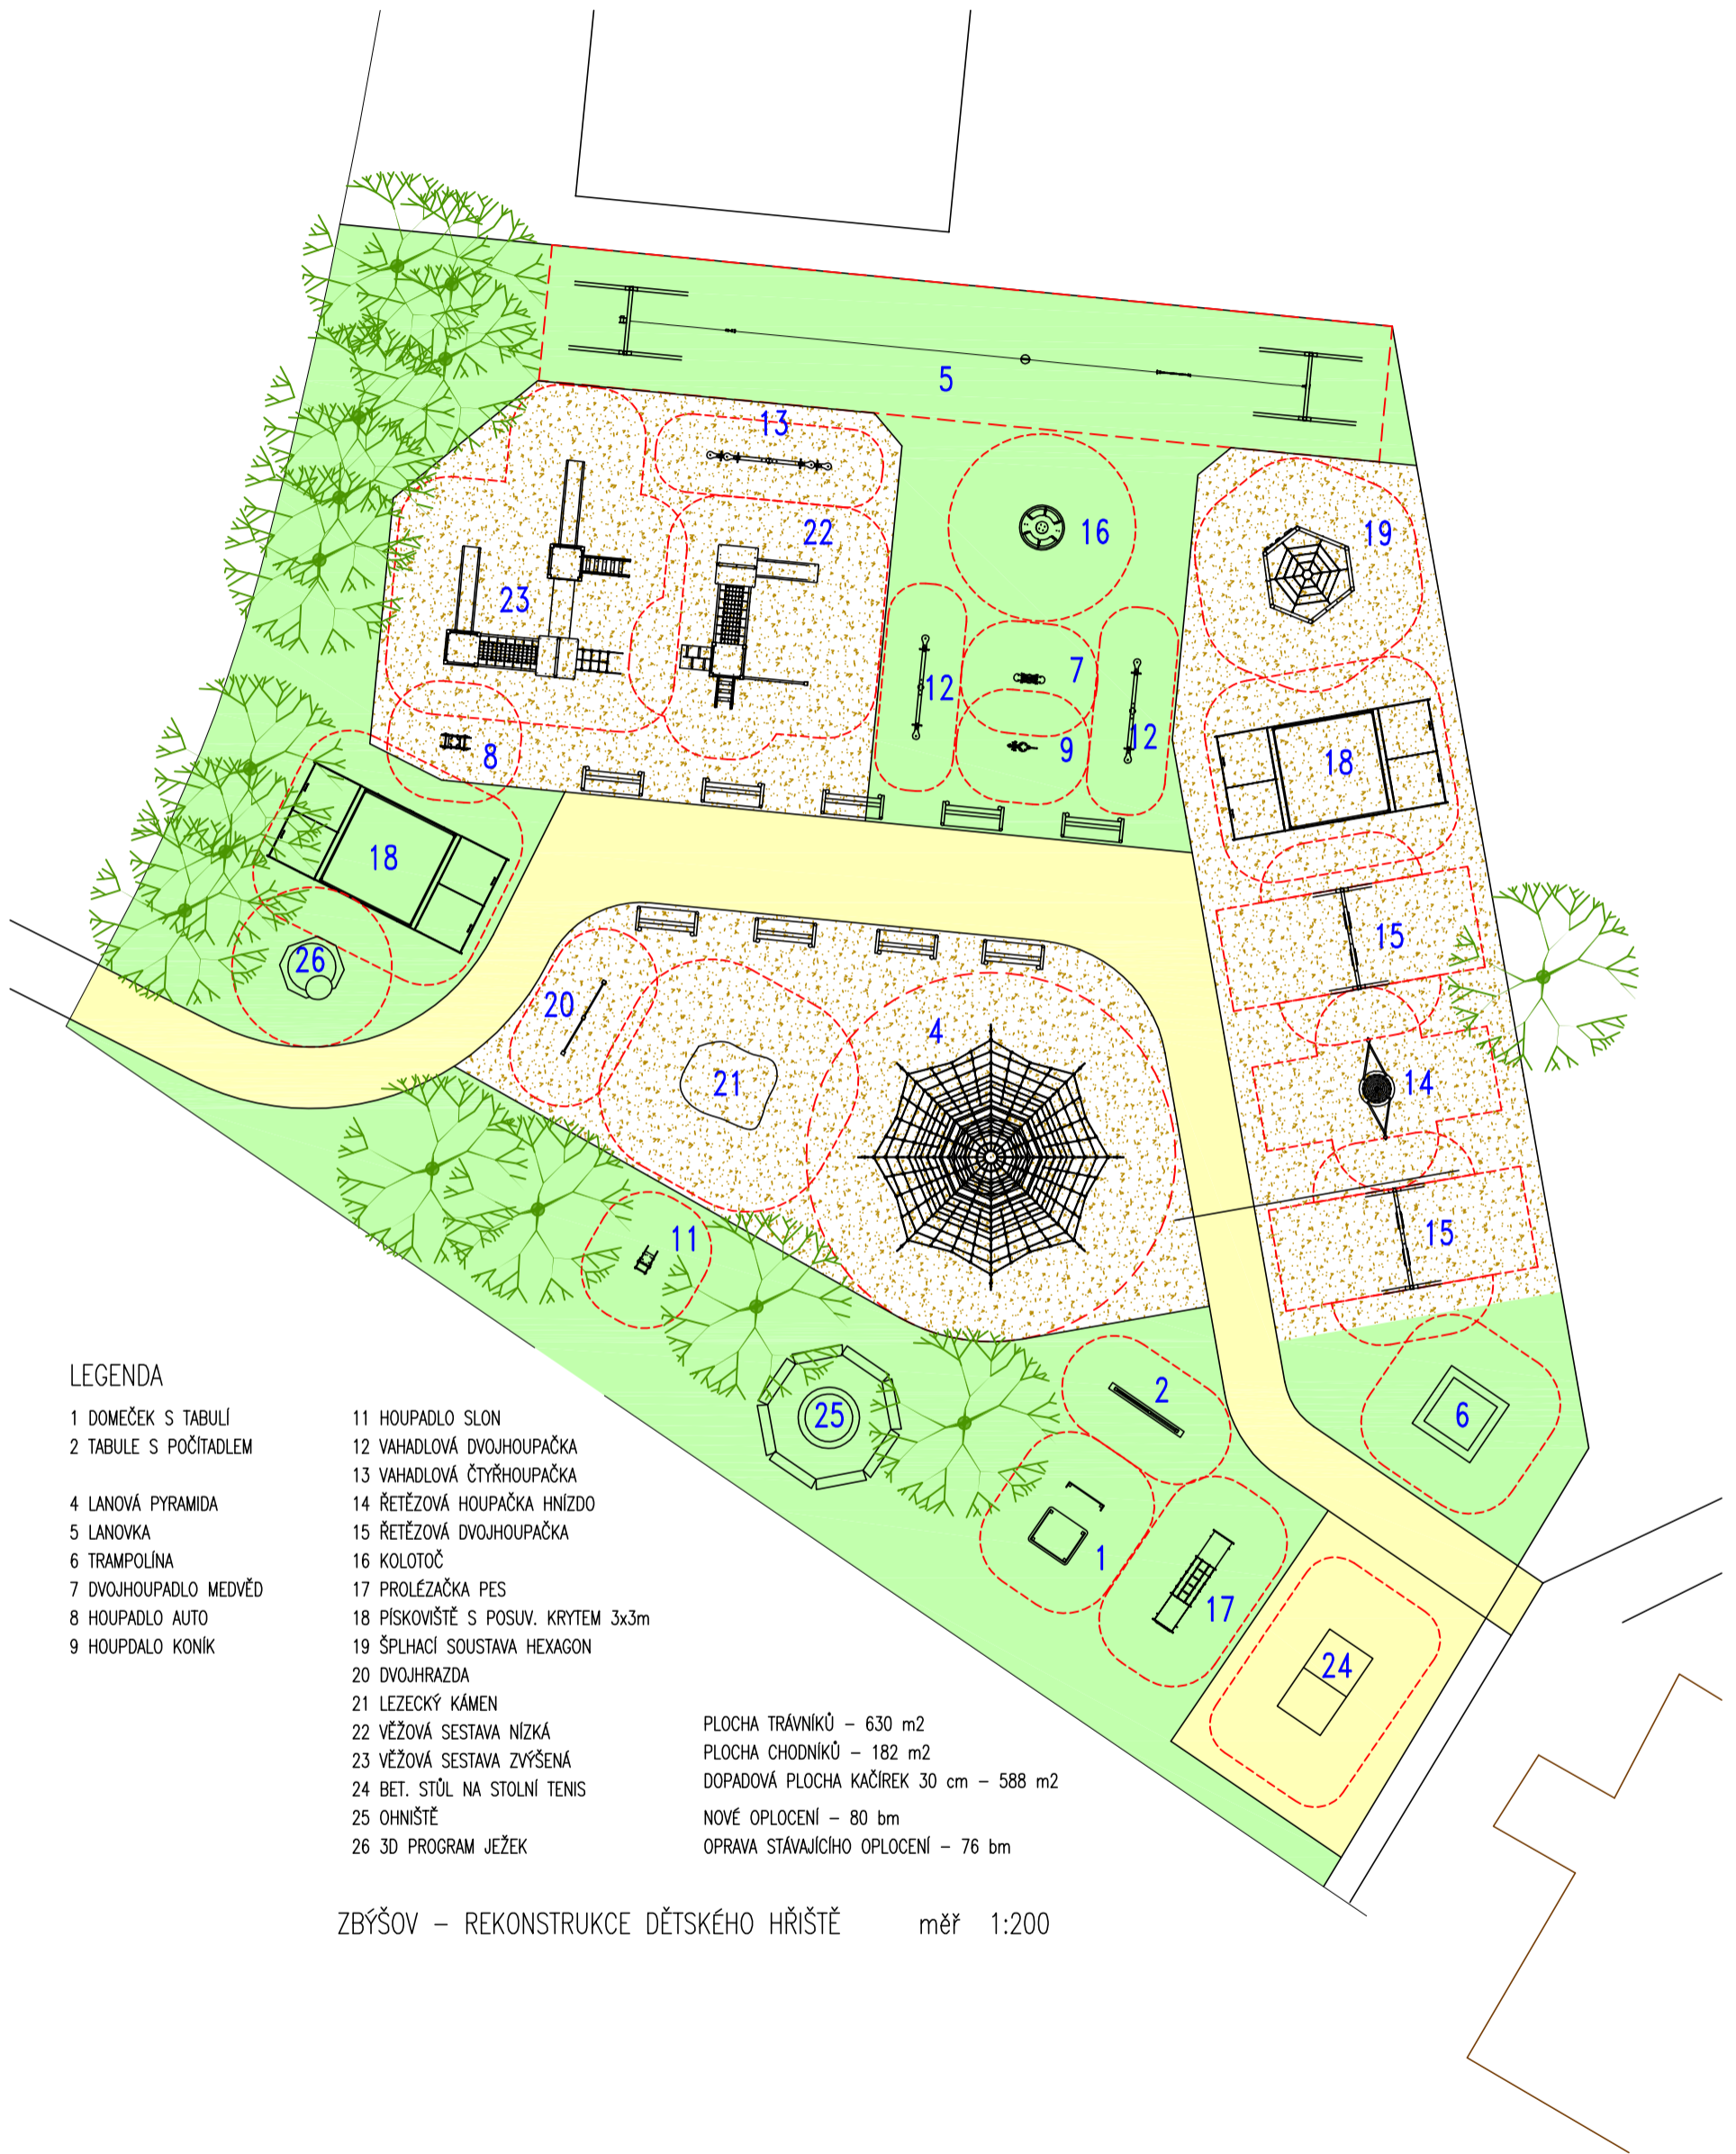 5
13
22
16
19
23
7
12
12
9
8
18
18
15
26
20
4
21
14
11
15
2
25
6
1
17
24
LEGENDA
1 DOMEČEK S TABULÍ
2 TABULE S POČÍTADLEM
4 LANOVÁ PYRAMIDA
5 LANOVKA
6 TRAMPOLÍNA
7 DVOJHOUPADLO MEDVĚD
8 HOUPADLO AUTO
9 HOUPDALO KONÍK
11 HOUPADLO SLON
12 VAHADLOVÁ DVOJHOUPAČKA
13 VAHADLOVÁ ČTYŘHOUPAČKA
14 ŘETĚZOVÁ HOUPAČKA HNÍZDO
15 ŘETĚZOVÁ DVOJHOUPAČKA
16 KOLOTOČ
17 PROLÉZAČKA PES
18 PÍSKOVIŠTĚ S POSUV. KRYTEM 3x3m
19 ŠPLHACÍ SOUSTAVA HEXAGON
20 DVOJHRAZDA
21 LEZECKÝ KÁMEN
22 VĚŽOVÁ SESTAVA NÍZKÁ
23 VĚŽOVÁ SESTAVA ZVÝŠENÁ
24 BET. STŮL NA STOLNÍ TENIS
25 OHNIŠTĚ
26 3D PROGRAM JEŽEK
PLOCHA TRÁVNÍKŮ – 630 m2
PLOCHA CHODNÍKŮ – 182 m2
DOPADOVÁ PLOCHA KAČÍREK 30 cm – 588 m2
NOVÉ OPLOCENÍ – 80 bm
OPRAVA STÁVAJÍCÍHO OPLOCENÍ – 76 bm
ZBÝŠOV – REKONSTRUKCE DĚTSKÉHO HŘIŠTĚ měř 1:200